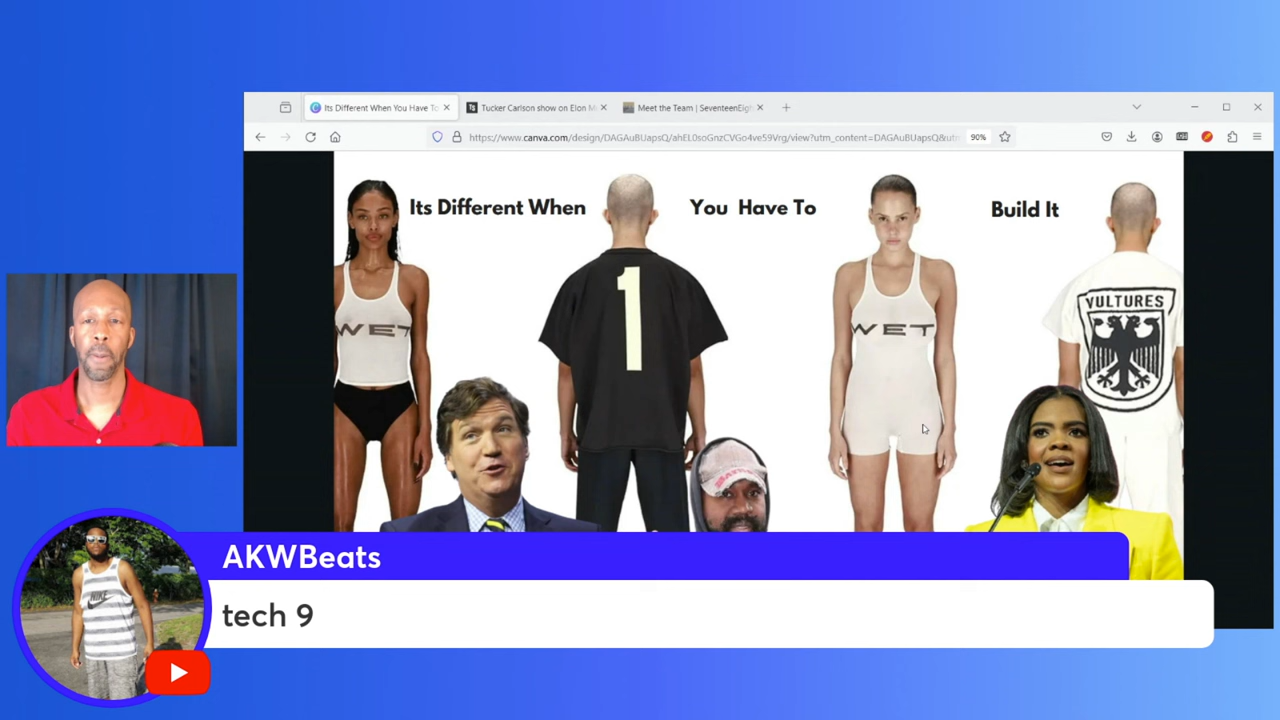 Its Different When You Have To
Tucker Carlson show on Elon M
Meet the Team | SeventeenEigh
https://www.canva.com/design/DAGAuBUapsQ/ahEL0soGnzCVGo4ve59Vrg/view?utm_content=DAGAuBUapsQ&utm
90%
Its Different When
You Have To
Build It
1
VULTURES
WET
WET
AKWBeats
tech 9
NIKE